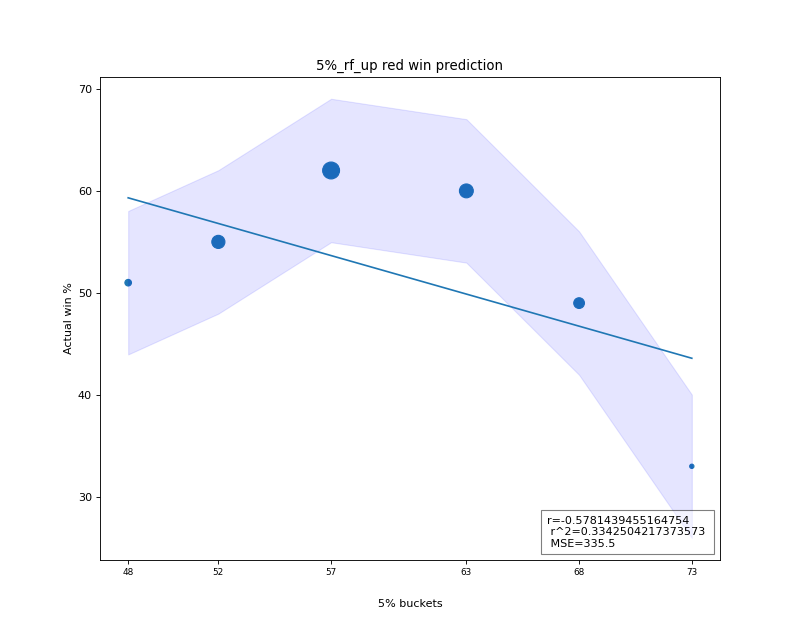 5%_rf_up red win prediction
70
60
50
40
30
Actual win %
48 52 57 63 68 73
5% buckets
r=-0.5781439455164754
r^2=0.3342504217373573
MSE=335.5